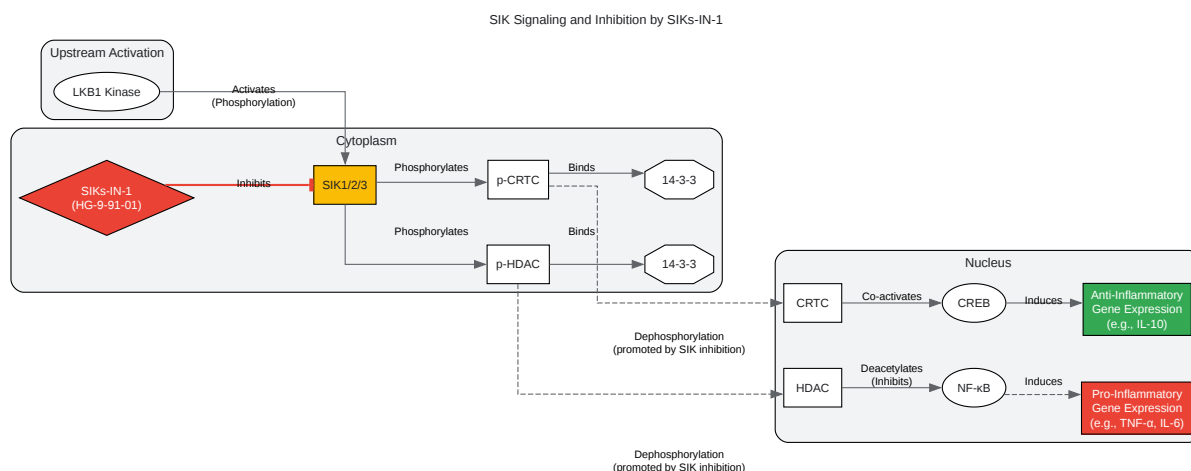 SIK Signaling and Inhibition by SIKs-IN-1
Upstream Activation
LKB1 Kinase
Activates
(Phosphorylation)
Cytoplasm
SIKs-IN-1
(HG-9-91-01)
Inhibits
SIK1/2/3
Phosphorylates
p-CRTC
Binds
14-3-3
Phosphorylates
p-HDAC
Binds
14-3-3
Nucleus
CRTC
Co-activates
CREB
Induces
Anti-Inflammatory
Gene Expression
(e.g., IL-10)
Dephosphorylation
(promoted by SIK inhibition)
HDAC
Deacetylates
(Inhibits)
NF-κB
Induces
Pro-Inflammatory
Gene Expression
(e.g., TNF-α, IL-6)
Dephosphorylation
(promoted by SIK inhibition)